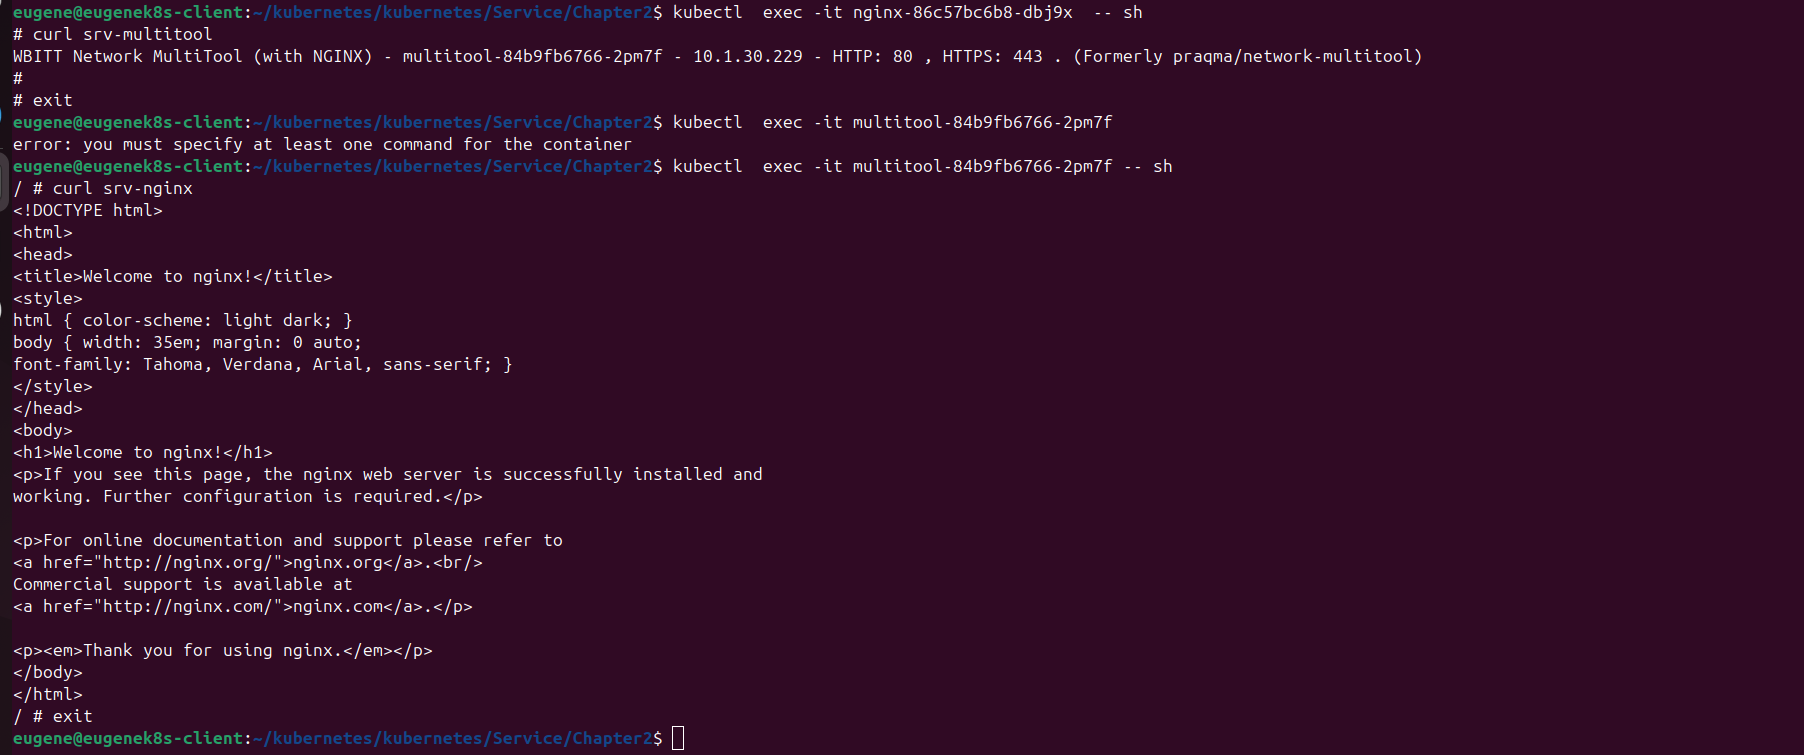 eugene@eugenek8s-client:~/kubernetes/kubernetes/Service/Chapter2$ kubectl  exec -it nginx-86c57bc6b8-dbj9x  -- sh
# curl srv-multitool
WBITT Network MultiTool (with NGINX) - multitool-84b9fb6766-2pm7f - 10.1.30.229 - HTTP: 80 , HTTPS: 443 . (Formerly praqma/network-multitool)
#
# exit
eugene@eugenek8s-client:~/kubernetes/kubernetes/Service/Chapter2$ kubectl  exec -it multitool-84b9fb6766-2pm7f
error: you must specify at least one command for the container
eugene@eugenek8s-client:~/kubernetes/kubernetes/Service/Chapter2$ kubectl  exec -it multitool-84b9fb6766-2pm7f -- sh
/ # curl srv-nginx
<!DOCTYPE html>
<html>
<head>
<title>Welcome to nginx!</title>
<style>
html { color-scheme: light dark; }
body { width: 35em; margin: 0 auto;
font-family: Tahoma, Verdana, Arial, sans-serif; }
</style>
</head>
<body>
<h1>Welcome to nginx!</h1>
<p>If you see this page, the nginx web server is successfully installed and
working. Further configuration is required.</p>

<p>For online documentation and support please refer to
<a href="http://nginx.org/">nginx.org</a>.<br/>
Commercial support is available at
<a href="http://nginx.com/">nginx.com</a>.</p>

<p><em>Thank you for using nginx.</em></p>
</body>
</html>
/ # exit
eugene@eugenek8s-client:~/kubernetes/kubernetes/Service/Chapter2$